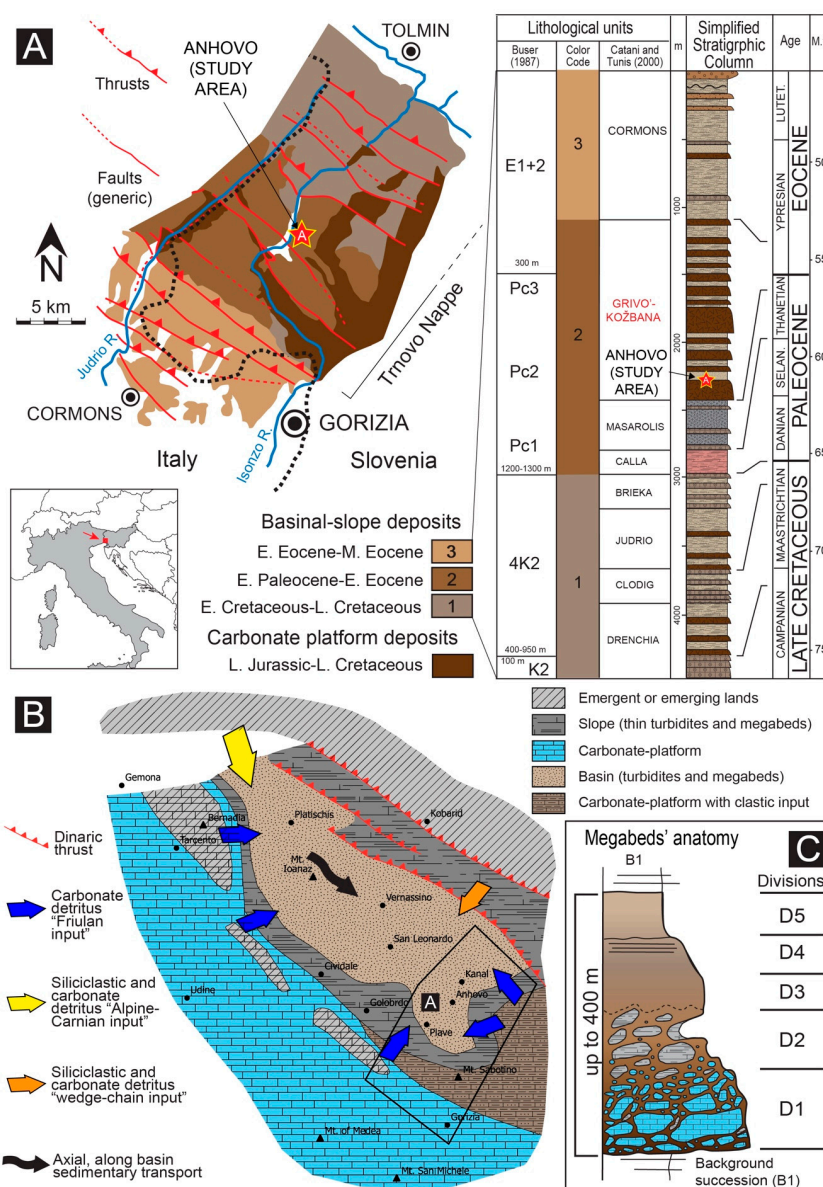 A
Thrusts
Faults
(generic)
N
5 km
ANHOVO
(STUDY
AREA)
TOLMIN
A
Trnovo Nappe
Judrio R.
CORMONS
GORIZIA
Isonzo R.
Italy
Slovenia
Basinal-slope deposits
E. Eocene-M. Eocene
3
E. Paleocene-E. Eocene
2
E. Cretaceous-L. Cretaceous
1
Carbonate platform deposits
L. Jurassic-L. Cretaceous
Lithological units
Buser
(1987)
Color
Code
Catani and
Tunis (2000)
m
Simplified
Stratigrphic
Column
Age
M.
E1+2
300 m
Pc3
Pc2
Pc1
1200-1300 m
4K2
400-950 m
100 m
K2
3
2
1
CORMONS
GRIVO'-
KOŽBANA
ANHOVO
(STUDY
AREA)
MASAROLIS
CALLA
BRIEKA
JUDRIO
CLODIG
DRENCHIA
1000
2000
3000
4000
A
LUTET.
YPRESIAN
THANETIAN
SELAN.
DANIAN
MAASTRICHTIAN
CAMPANIAN
EOCENE
PALEOCENE
LATE CRETACEOUS
50
55
65
70
75
B
Dinaric
thrust
Carbonate
detritus
"Friulan
input"
Siliciclastic and
carbonate
detritus "Alpine-
Carnian input"
Siliciclastic and
carbonate detritus
"wedge-chain input"
Axial, along basin
sedimentary transport
Gemona
Bernadia
Tarcento
Platischis
Kobarid
Mt.
Ioanaz
Vernassino
San Leonardo
Cividale
Udine
Kanal
Anhovo
Golobrdo
A
Plave
Mt. Sabotino
Gorizia
Mt. of Medea
Mt. San Michele
Emergent or emerging lands
Slope (thin turbidites and megabeds)
Carbonate-platform
Basin (turbidites and megabeds)
Carbonate-platform with clastic input
Megabeds' anatomy
C
B1
Divisions
up to 400 m
D5
D4
D3
D2
D1
Background
succession (B1)